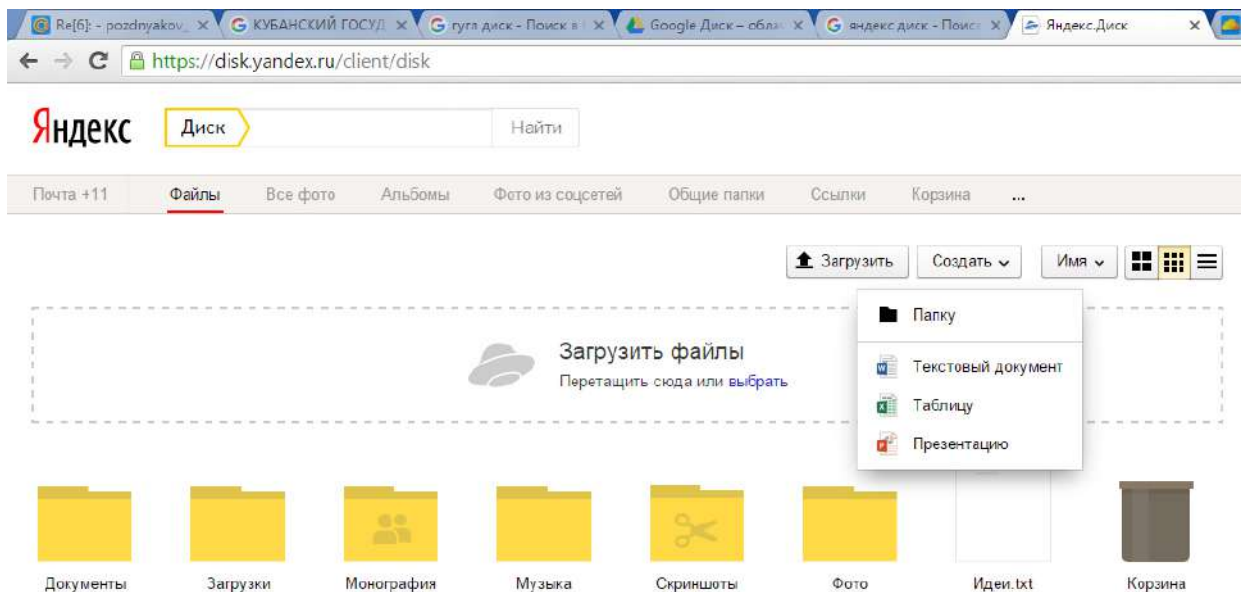 Re[6]: - pozdnyakov_
КУБАНСКИЙ ГОСУД
гугл диск - Поиск в
Google Диск – обла
яндекс диск - Поис
Яндекс.Диск
https://disk.yandex.ru/client/disk
Яндекс Диск Найти
Почта +11 Файлы Все фото Альбомы Фото из соцсетей Общие папки Ссылки Корзина ...
Загрузить Создать Имя
Папку
Загрузить файлы
Перетащить сюда или выбрать
Текстовый документ
Таблицу
Презентацию
Документы Загрузки Монография Музыка Скриншоты Фото Идеи.txt Корзина